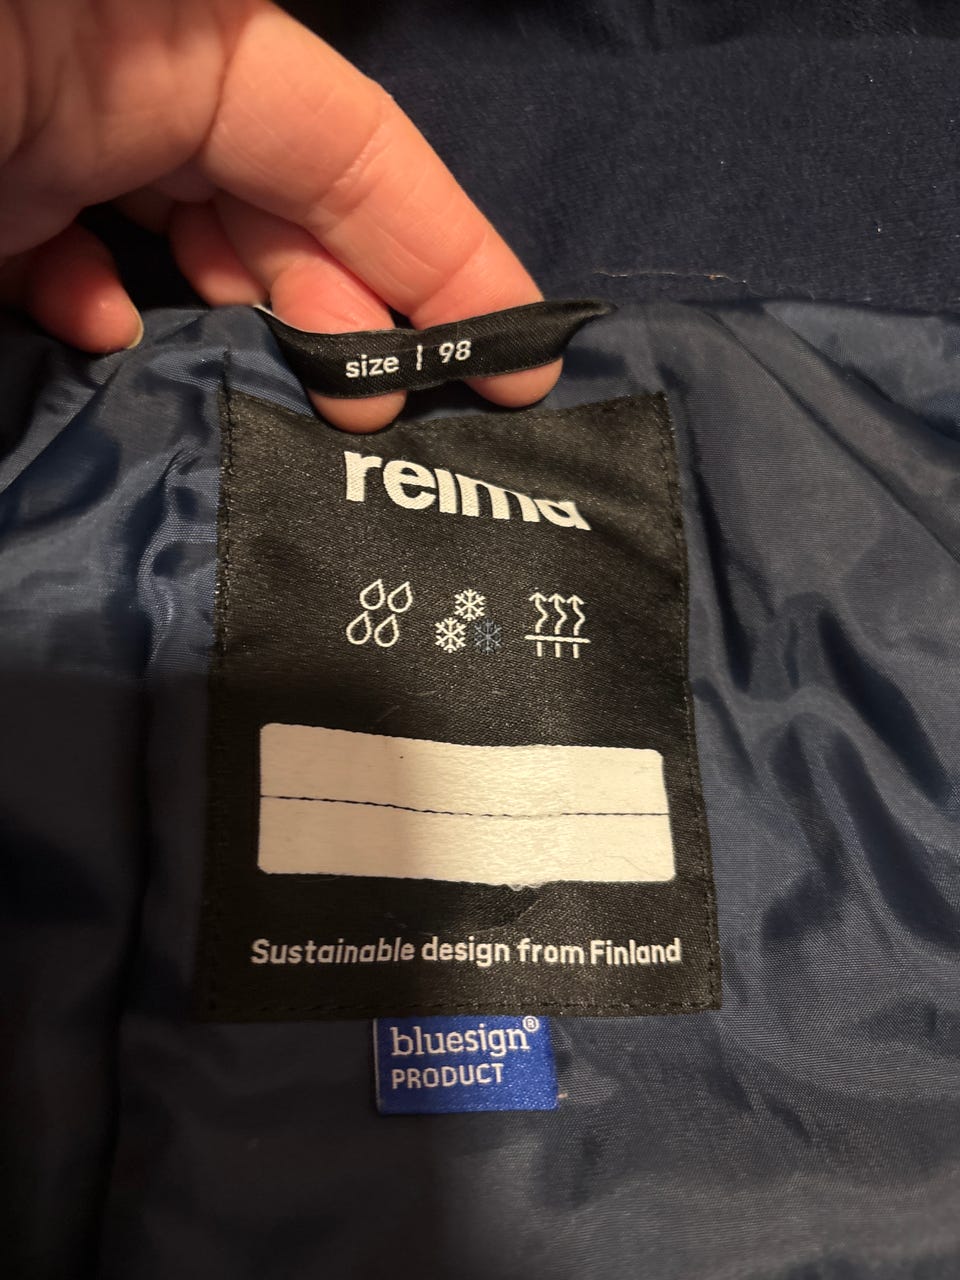 size | 98
reima
Sustainable design from Finland
bluesign®
PRODUCT